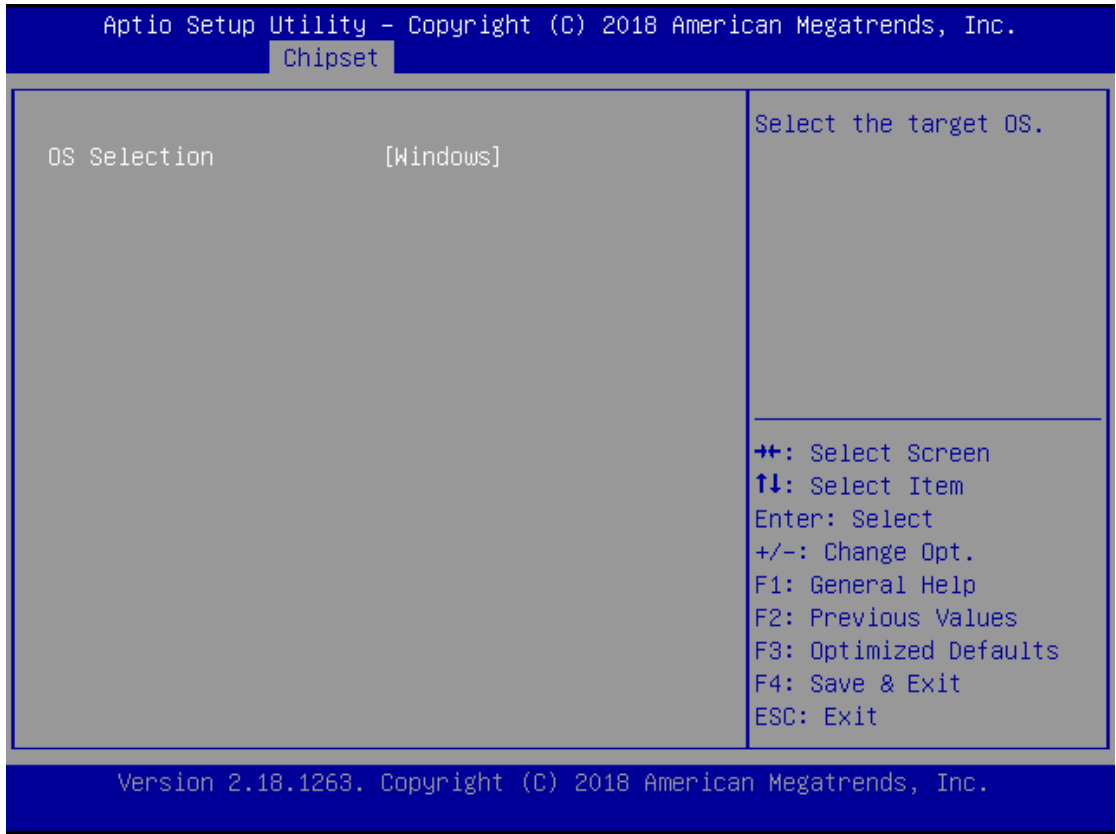 Aptio Setup Utility – Copyright (C) 2018 American Megatrends, Inc.
Chipset
OS Selection [Windows]
Select the target OS.
→←: Select Screen
↑↓: Select Item
Enter: Select
+/-: Change Opt.
F1: General Help
F2: Previous Values
F3: Optimized Defaults
F4: Save & Exit
ESC: Exit
Version 2.18.1263. Copyright (C) 2018 American Megatrends, Inc.